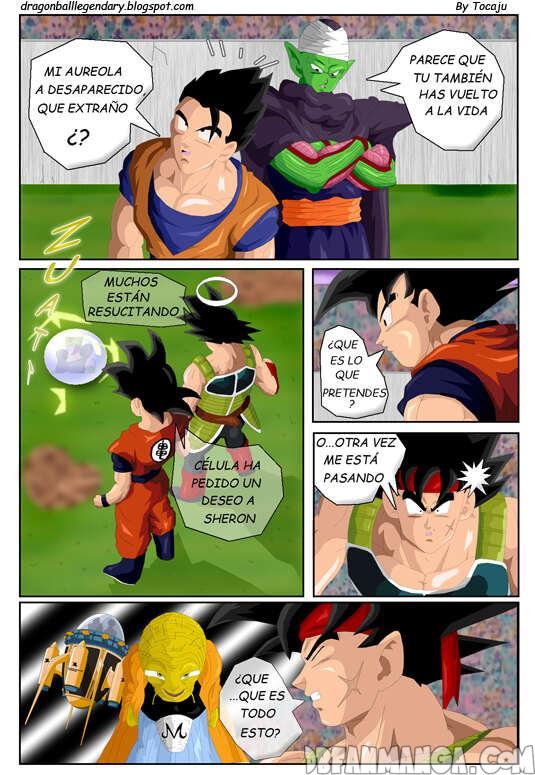 dragonballlegendary.blogspot.com
By Tocaju
MI AUREOLA
A DESAPARECIDO,
QUE EXTRAÑO
¿?
PARECE QUE
TU TAMBIÉN
HAS VUELTO
A LA VIDA
MUCHOS
ESTÁN
RESUCITANDO
CÉLULA HA
PEDIDO UN
DESEO A
SHERON
¿QUE
ES LO
QUE
PRETENDES
?
O...OTRA VEZ
ME ESTÁ
PASANDO
¿QUE
...QUE ES
TODO
ESTO?
M
DBFANMANGA.COM